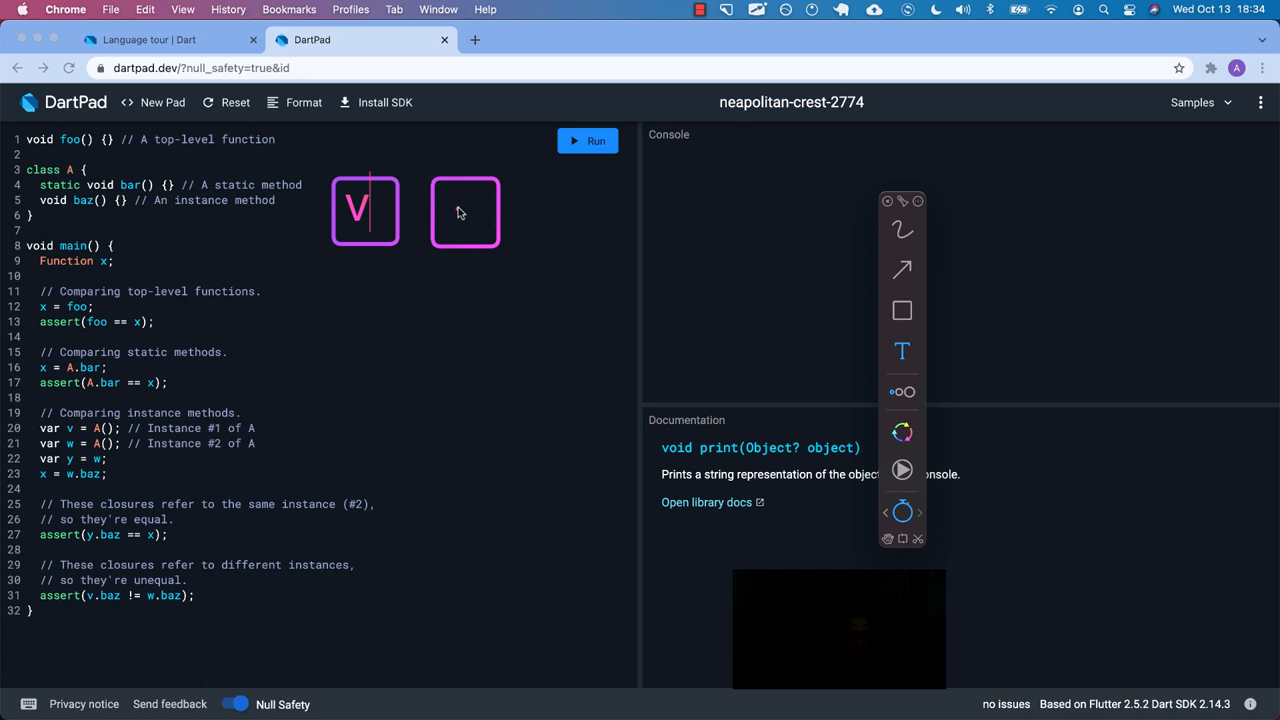 Chrome File Edit View History Bookmarks Profiles Tab Window Help Wed Oct 13 18:34
Language tour | Dart DartPad
dartpad.dev/?null_safety=true&id A
DartPad <> New Pad Reset Format Install SDK neapolitan-crest-2774 Samples
1 void foo() {} // A top-level function
2
3 class A {
4 static void bar() {} // A static method
5 void baz() {} // An instance method
6 }
7
8 void main() {
9 Function x;
10
11 // Comparing top-level functions.
12 x = foo;
13 assert(foo == x);
14
15 // Comparing static methods.
16 x = A.bar;
17 assert(A.bar == x);
18
19 // Comparing instance methods.
20 var v = A(); // Instance #1 of A
21 var w = A(); // Instance #2 of A
22 var y = w;
23 x = w.baz;
24
25 // These closures refer to the same instance (#2),
26 // so they're equal.
27 assert(y.baz == x);
28
29 // These closures refer to different instances,
30 // so they're unequal.
31 assert(v.baz != w.baz);
32 }
Run
V
Console
T
Documentation
void print(Object? object)
Prints a string representation of the objec onsole.
Open library docs
Privacy notice Send feedback Null Safety no issues Based on Flutter 2.5.2 Dart SDK 2.14.3